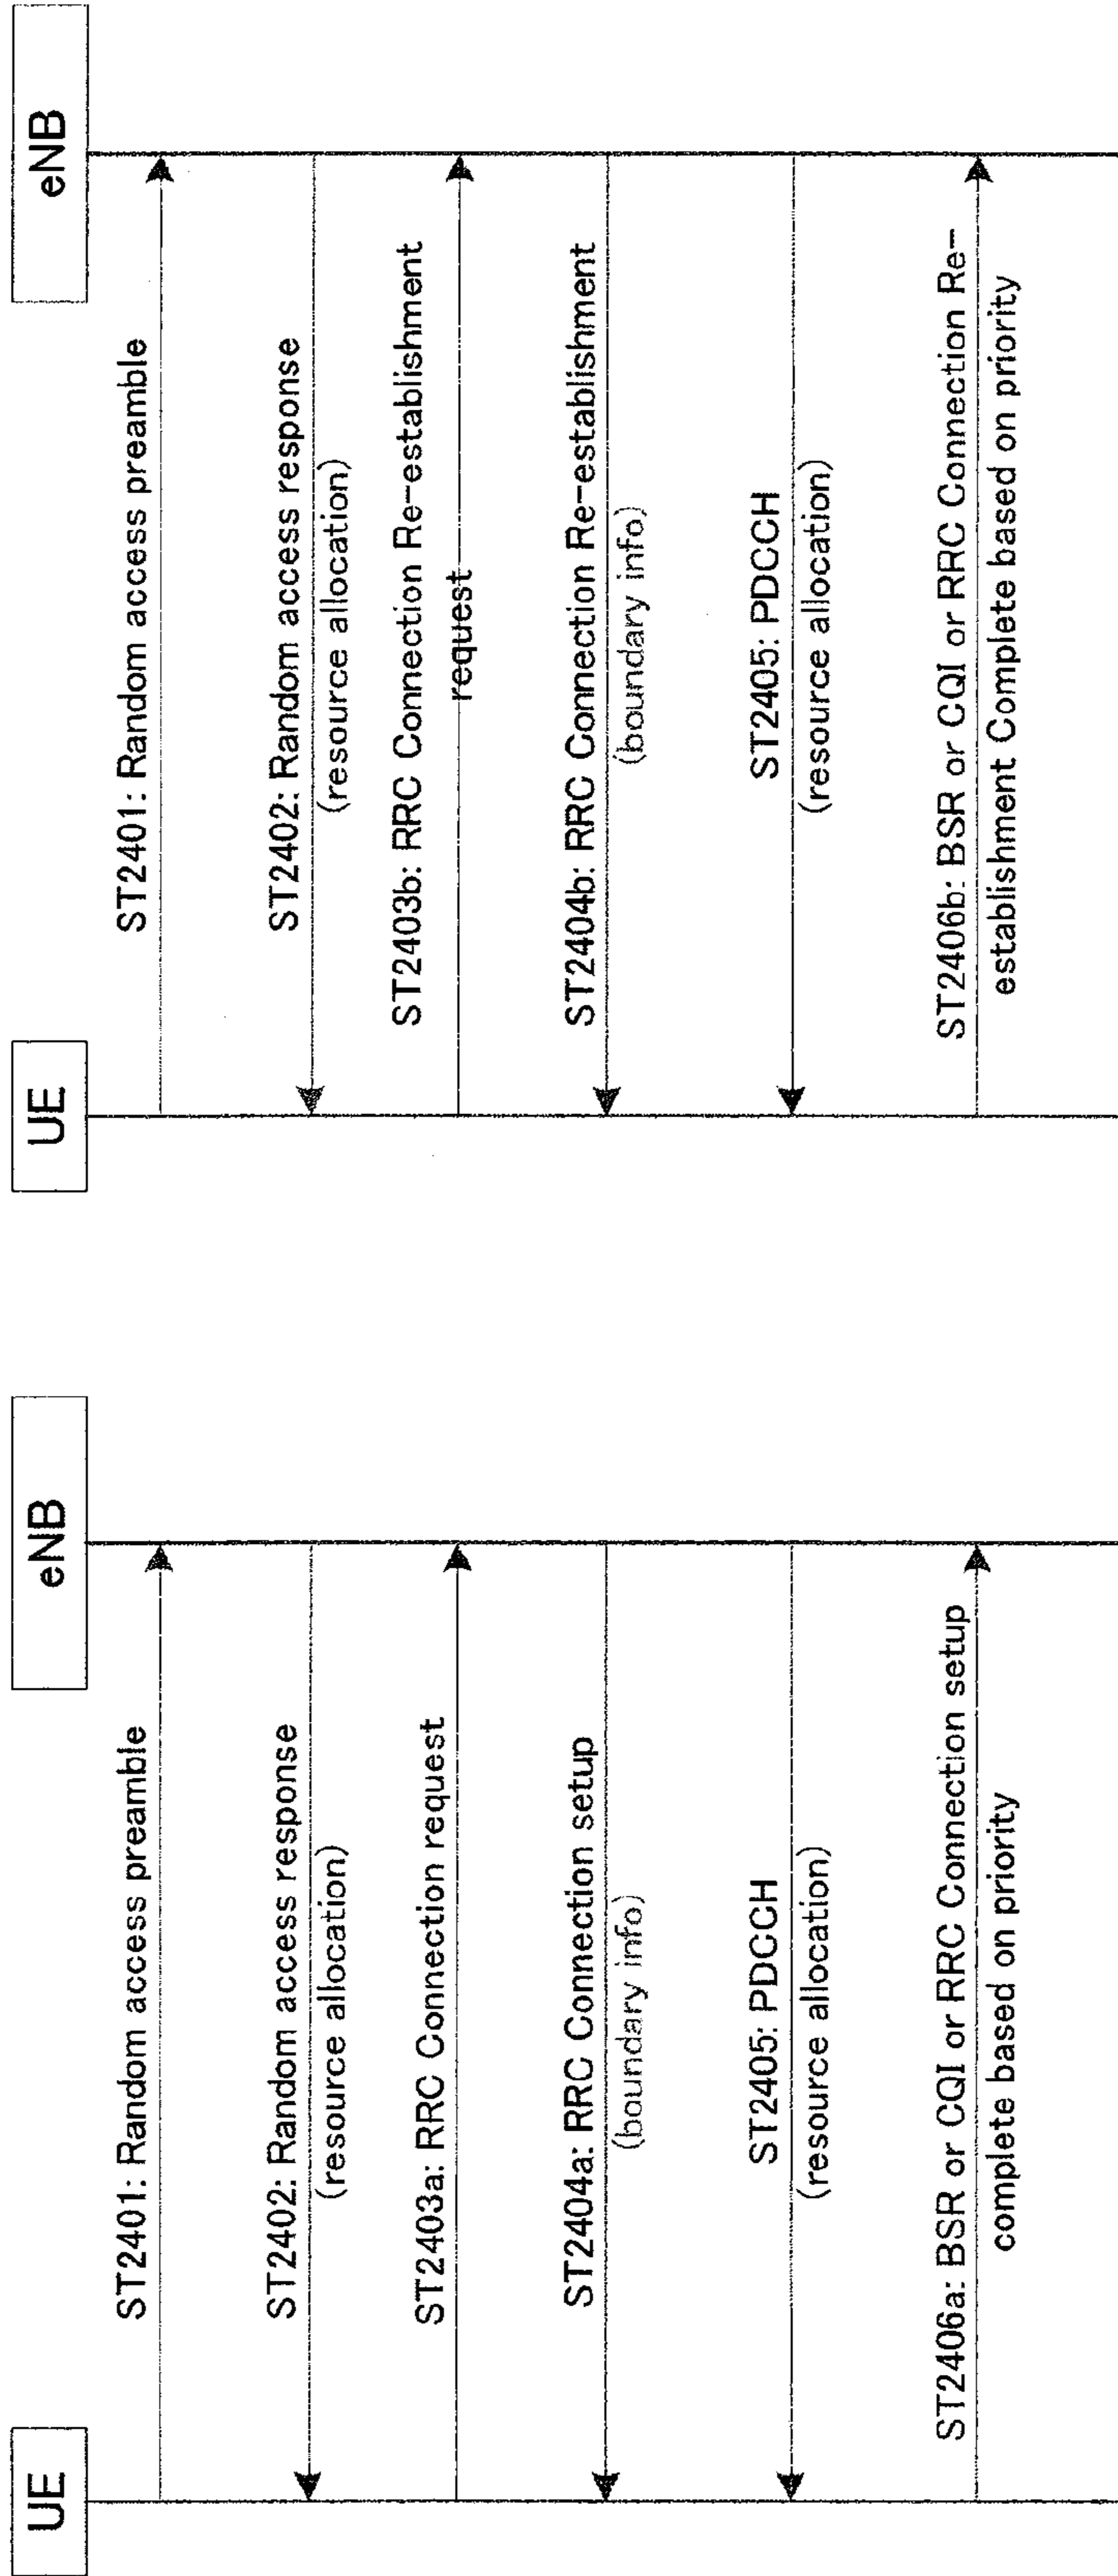 UE
eNB
ST2401: Random access preamble
ST2402: Random access response
(resource allocation)
ST2403a: RRC Connection request
ST2404a: RRC Connection setup
(boundary info)
ST2405: PDCCH
(resource allocation)
ST2406a: BSR or CQI or RRC Connection setup
complete based on priority
UE
eNB
ST2401: Random access preamble
ST2402: Random access response
(resource allocation)
ST2403b: RRC Connection Re-establishment
request
ST2404b: RRC Connection Re-establishment
(boundary info)
ST2405: PDCCH
(resource allocation)
ST2406b: BSR or CQI or RRC Connection Re-
establishment Complete based on priority